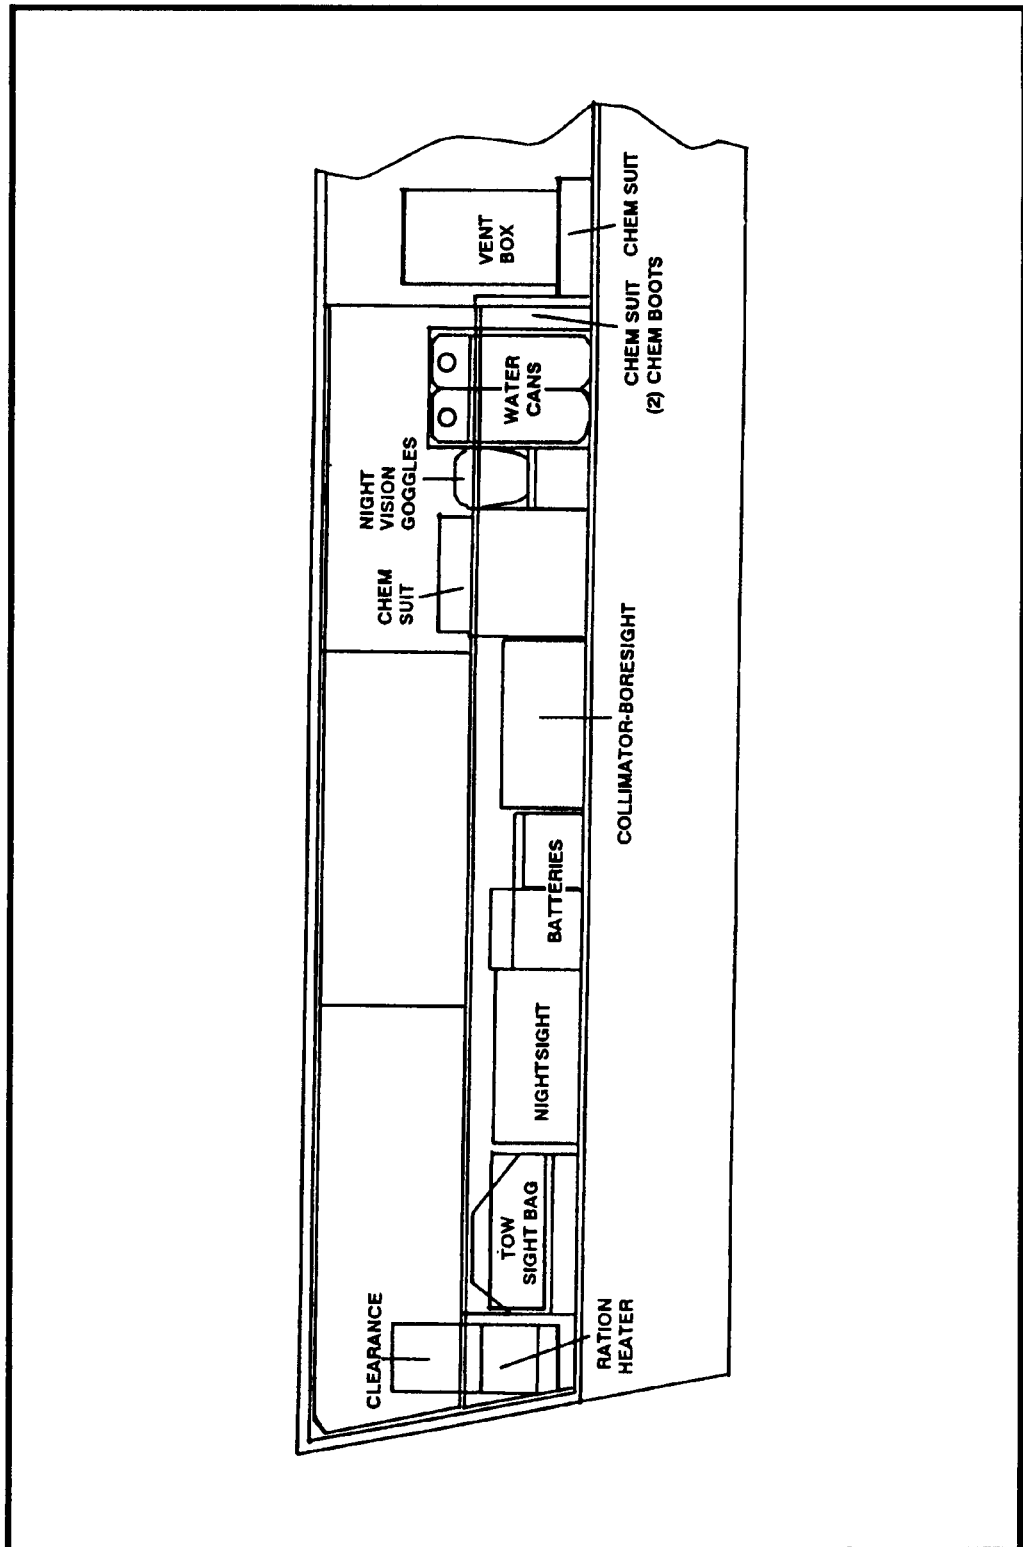 CLEARANCE
RATION
HEATER
TOW
SIGHT BAG
NIGHTSIGHT
BATTERIES
COLLIMATOR-BORESIGHT
CHEM
SUIT
NIGHT
VISION
GOGGLES
WATER
CANS
CHEM SUIT
(2) CHEM BOOTS
VENT
BOX
CHEM SUIT